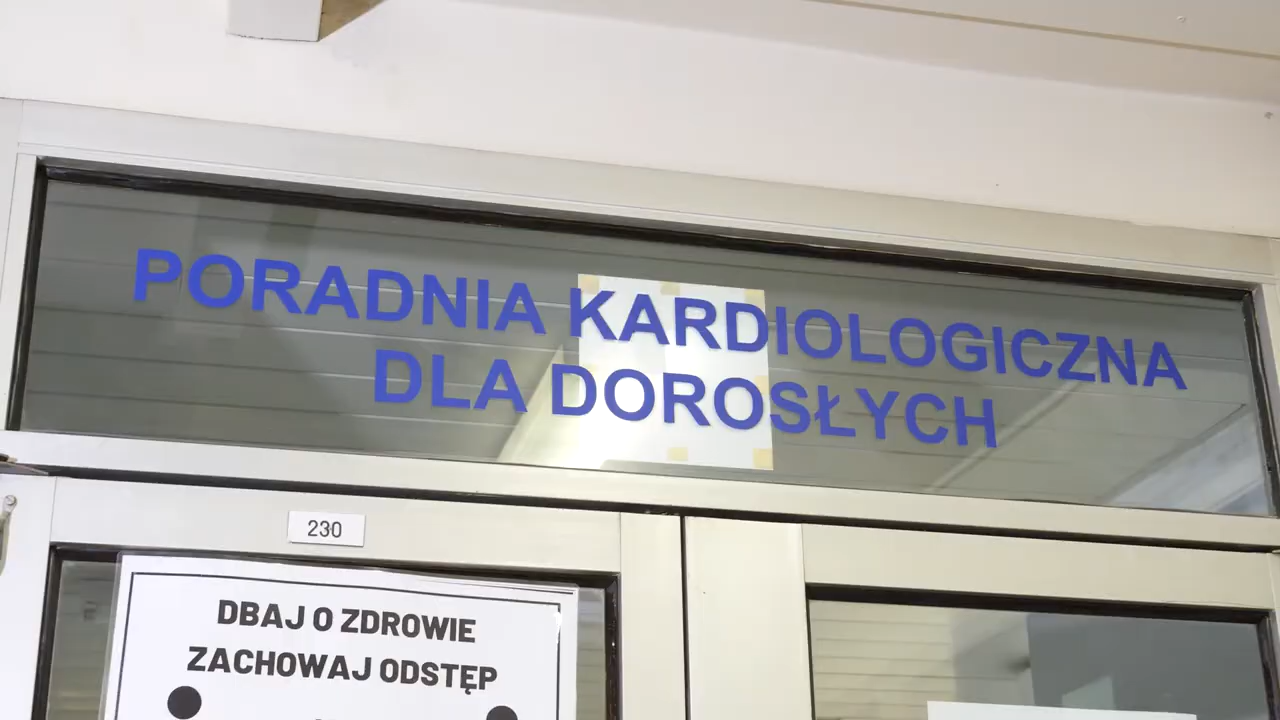 PORADNIA KARDIOLOGICZNA
DLA DOROSŁYCH
230
DBAJ O ZDROWIE
ZACHOWAJ ODSTĘP